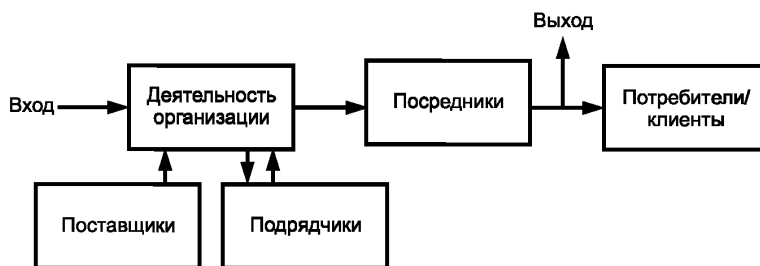 Выход
Вход
Деятельность
организации
Посредники
Потребители/
клиенты
Поставщики
Подрядчики